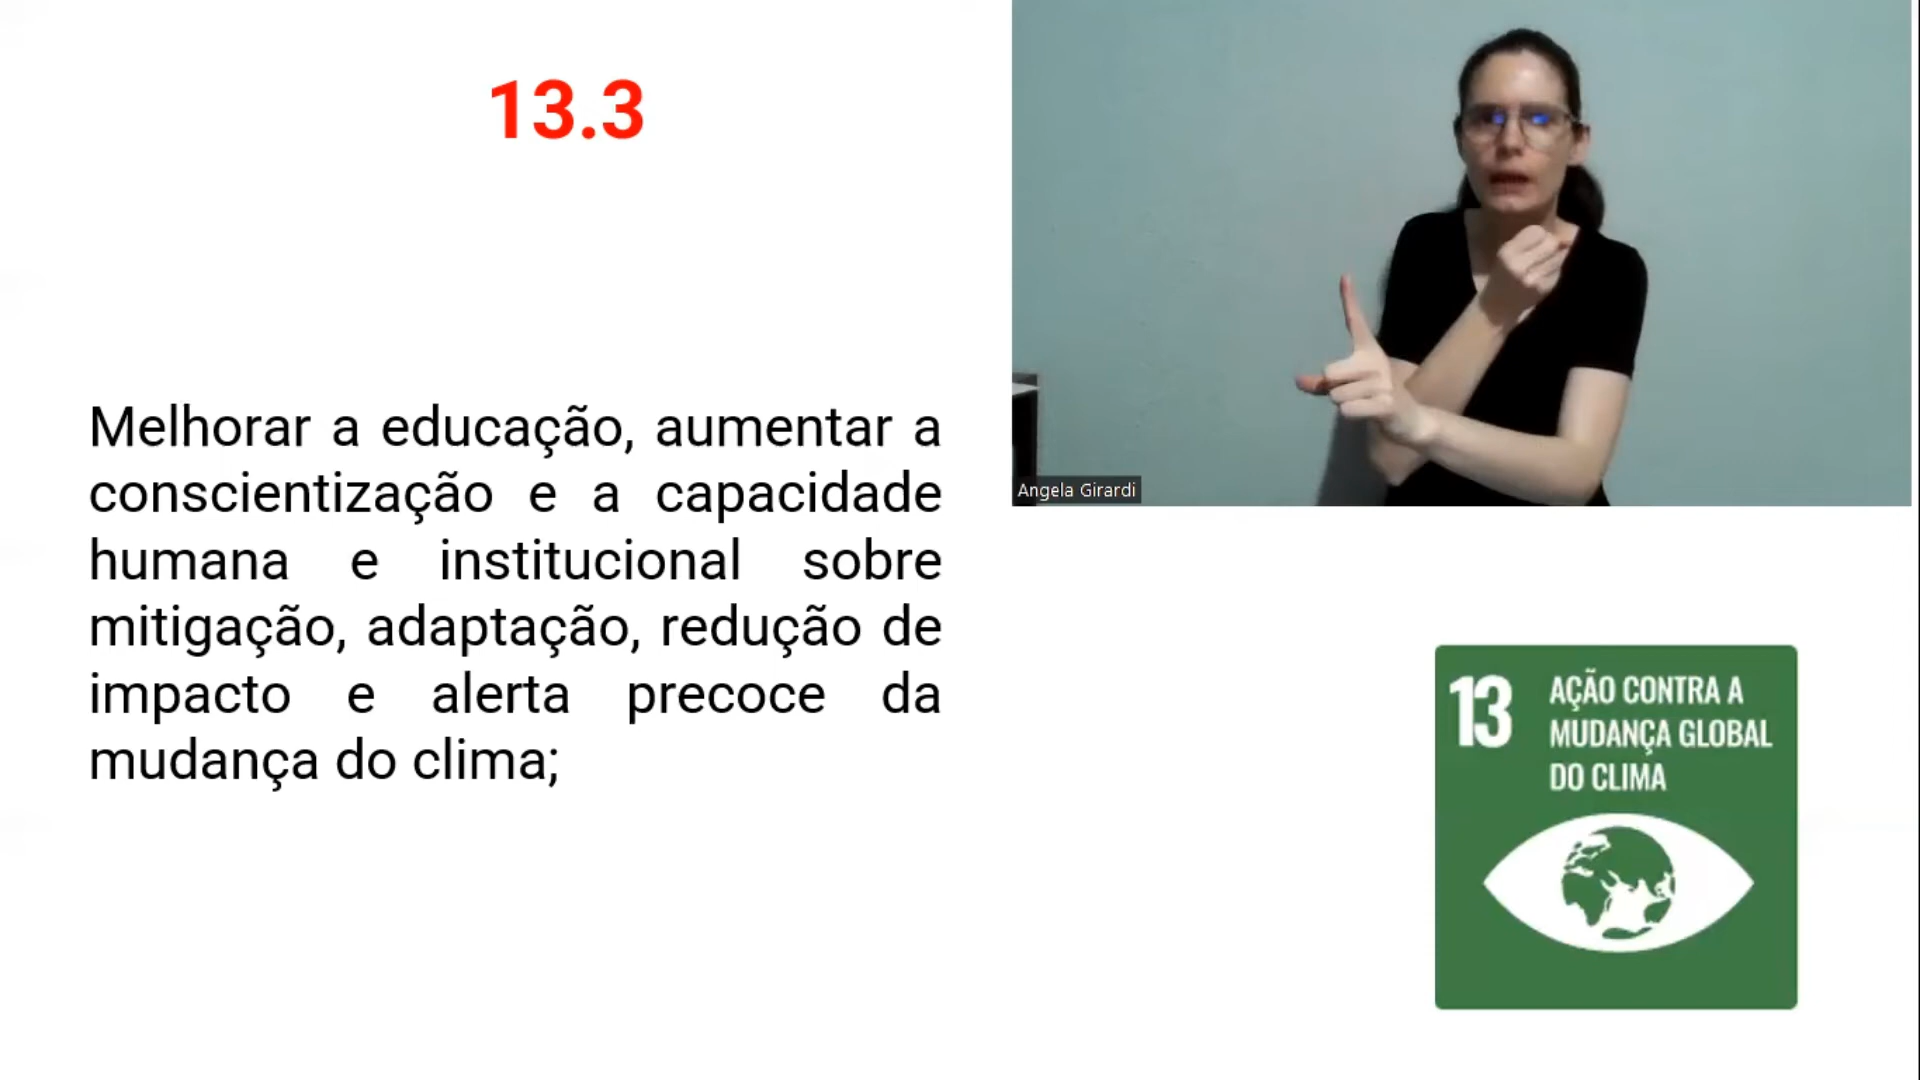 13.3
Melhorar a educação, aumentar a
conscientização e a capacidade
humana e institucional sobre
mitigação, adaptação, redução de
impacto e alerta precoce da
mudança do clima;
Angela Girardi
13
AÇÃO CONTRA A
MUDANÇA GLOBAL
DO CLIMA